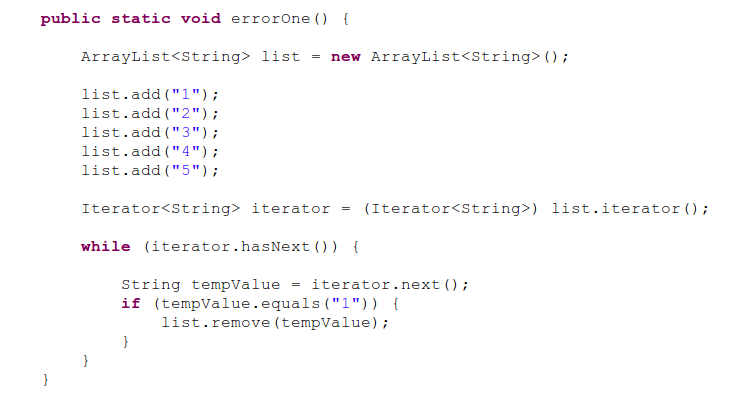 public static void errorOne() {
ArrayList<String> list = new ArrayList<String>();
list.add("1");
list.add("2");
list.add("3");
list.add("4");
list.add("5");
Iterator<String> iterator = (Iterator<String>) list.iterator();
while (iterator.hasNext()) {
String tempValue = iterator.next();
if (tempValue.equals("1")) {
list.remove(tempValue);
}
}
}